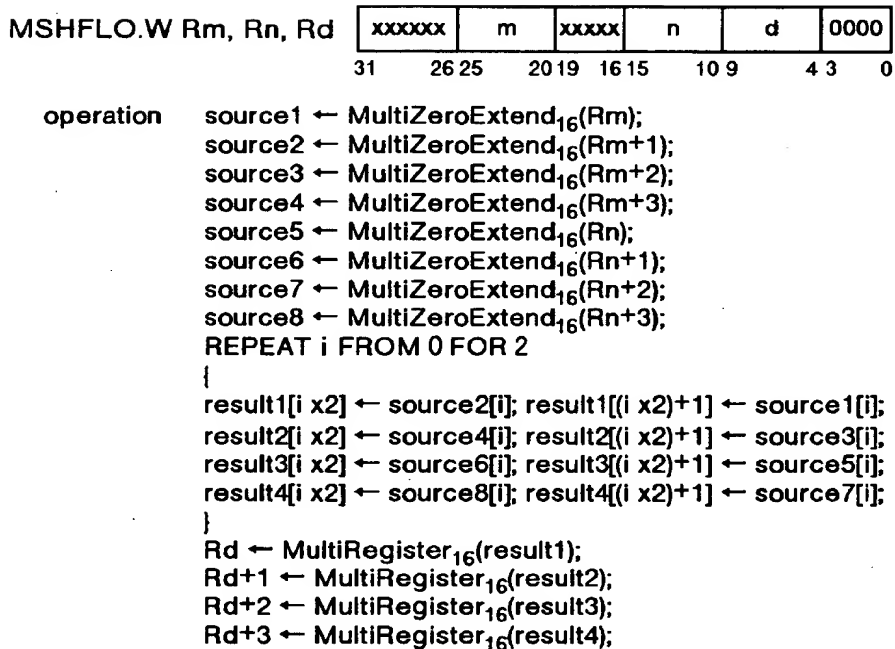 MSHFLO.W Rm, Rn, Rd xxxxxx m xxxxx n d 0000
31 26 25 20 19 16 15 10 9 4 3 0
operation source1 ← MultiZeroExtend₁₆(Rm);
source2 ← MultiZeroExtend₁₆(Rm+1);
source3 ← MultiZeroExtend₁₆(Rm+2);
source4 ← MultiZeroExtend₁₆(Rm+3);
source5 ← MultiZeroExtend₁₆(Rn);
source6 ← MultiZeroExtend₁₆(Rn+1);
source7 ← MultiZeroExtend₁₆(Rn+2);
source8 ← MultiZeroExtend₁₆(Rn+3);
REPEAT i FROM 0 FOR 2
{
result1[i x2] ← source2[i]; result1[(i x2)+1] ← source1[i];
result2[i x2] ← source4[i]; result2[(i x2)+1] ← source3[i];
result3[i x2] ← source6[i]; result3[(i x2)+1] ← source5[i];
result4[i x2] ← source8[i]; result4[(i x2)+1] ← source7[i];
}
Rd ← MultiRegister₁₆(result1);
Rd+1 ← MultiRegister₁₆(result2);
Rd+2 ← MultiRegister₁₆(result3);
Rd+3 ← MultiRegister₁₆(result4);